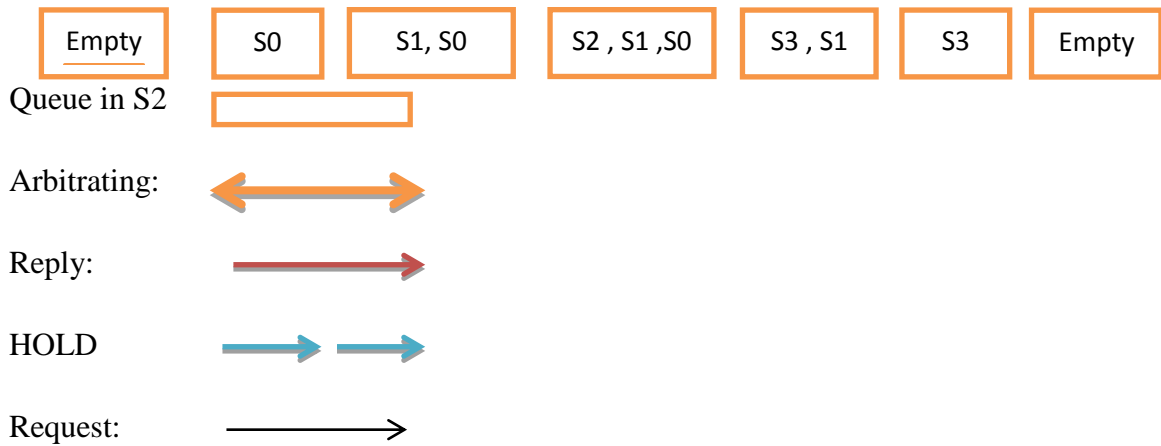 Empty S0 S1, S0 S2 , S1 ,S0 S3 , S1 S3 Empty
Queue in S2
Arbitrating:
Reply:
HOLD
Request: